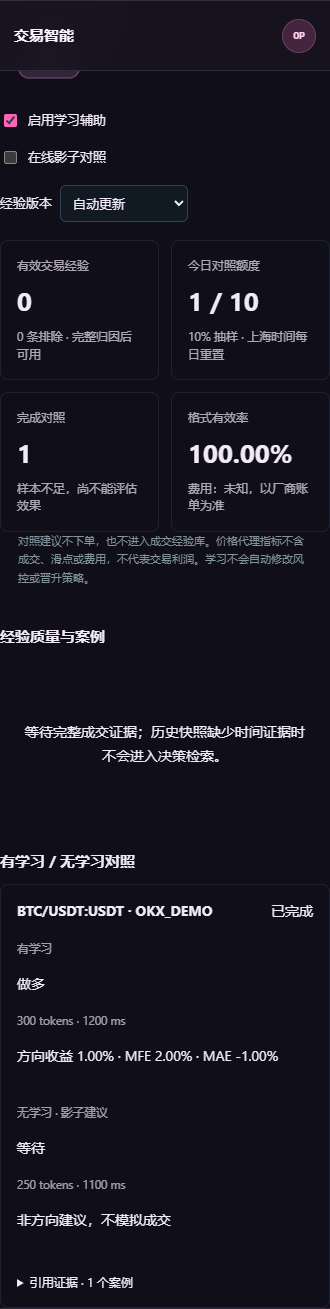 交易智能
OP
启用学习辅助
在线影子对照
经验版本
自动更新
有效交易经验
0
0 条排除 · 完整归因后
可用
今日对照额度
1 / 10
10% 抽样 · 上海时间每
日重置
完成对照
1
样本不足，尚不能评估
效果
格式有效率
100.00%
费用：未知，以厂商账
单为准
对照建议不下单，也不进入成交经验库。价格代理指标不含
成交、滑点或费用，不代表交易利润。学习不会自动修改风
控或晋升策略。
经验质量与案例
等待完整成交证据；历史快照缺少时间证据时
不会进入决策检索。
有学习 / 无学习对照
BTC/USDT:USDT · OKX_DEMO
已完成
有学习
做多
300 tokens · 1200 ms
方向收益 1.00% · MFE 2.00% · MAE -1.00%
无学习 · 影子建议
等待
250 tokens · 1100 ms
非方向建议，不模拟成交
引用证据 · 1 个案例